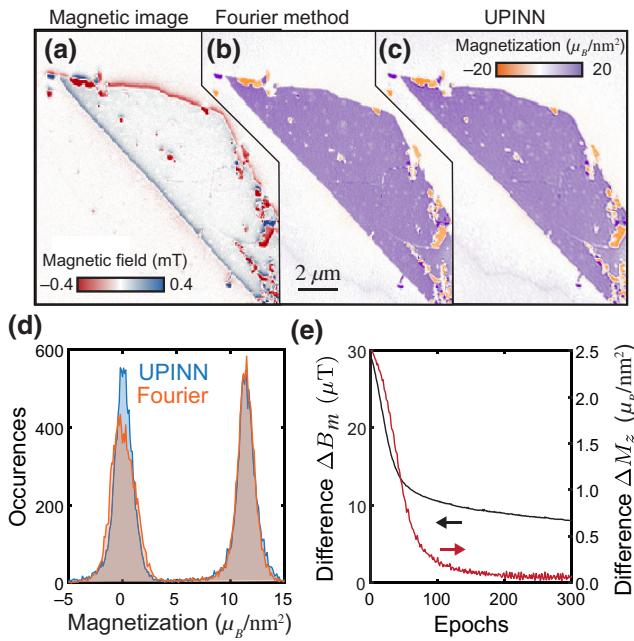 Magnetic image
Fourier method
UPINN
(a)
(b)
(c)
Magnetization (μB/nm²)
–20
20
Magnetic field (mT)
–0.4
0.4
2 μm
(d)
600
400
200
0
Occurences
UPINN
Fourier
–5
0
5
10
15
Magnetization (μB/nm²)
(e)
30
20
10
0
Difference ΔBm (μT)
2.5
2.0
1.5
1.0
0.5
0.0
Difference ΔMz (μB/nm²)
0
100
200
300
Epochs